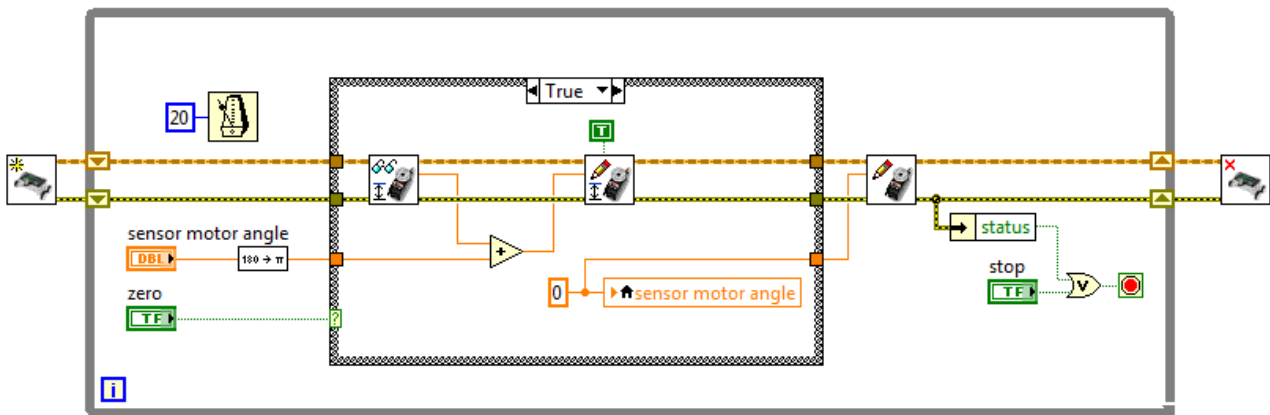 True
20
T
sensor motor angle
DBL
180 → π
zero
TF
?
+
0
sensor motor angle
status
stop
TF
V
i